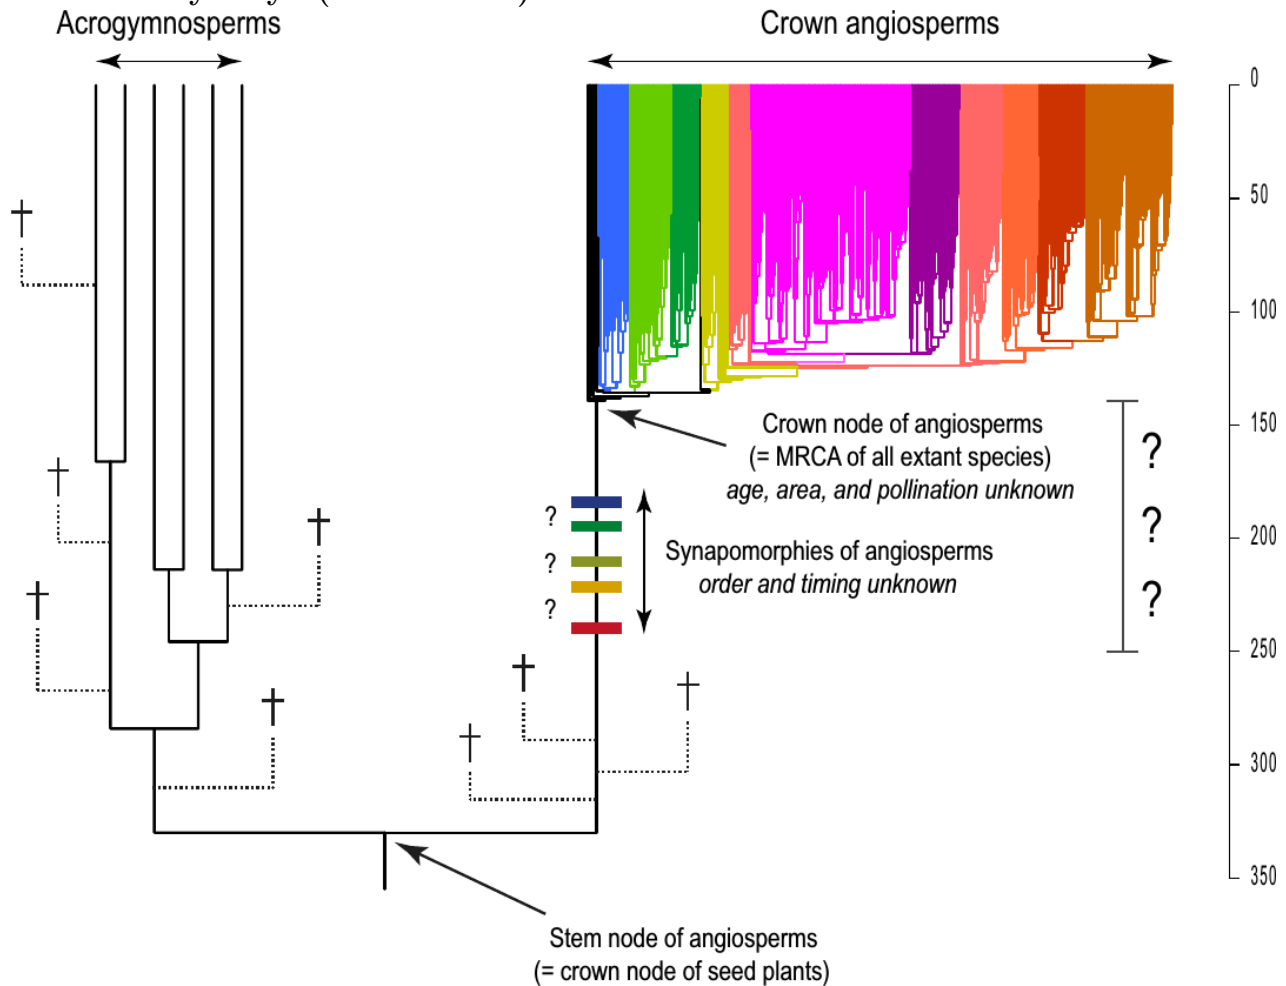 Acrogymnosperms
Crown angiosperms
0
50
100
150
200
250
300
350
Crown node of angiosperms
(= MRCA of all extant species)
age, area, and pollination unknown
?
?
?
?
?
?
Synapomorphies of angiosperms
order and timing unknown
Stem node of angiosperms
(= crown node of seed plants)